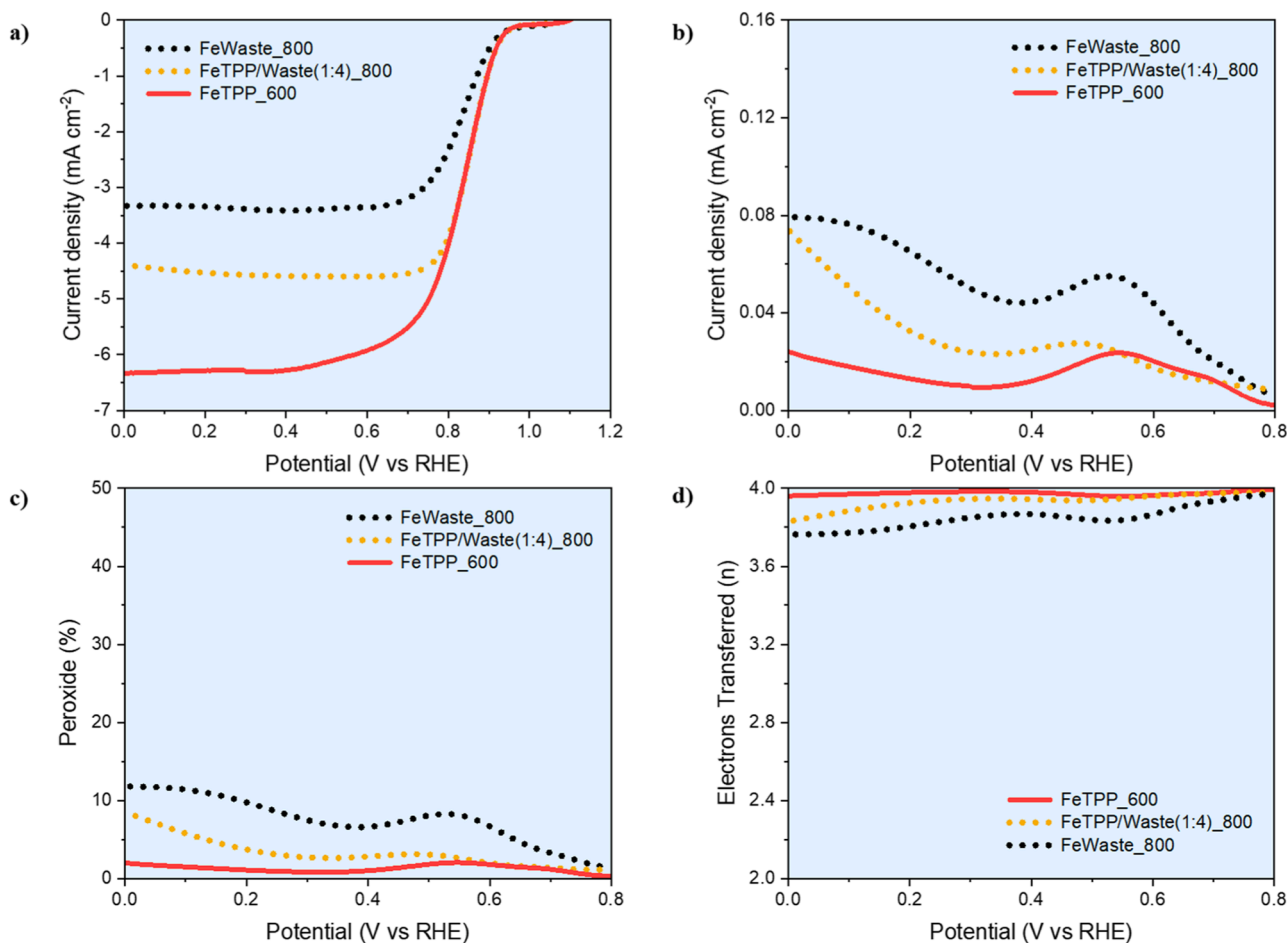 a)
0
-1
-2
-3
-4
-5
-6
-7
Current density (mA cm⁻²)
FeWaste_800
FeTPP/Waste(1:4)_800
FeTPP_600
0.0 0.2 0.4 0.6 0.8 1.0 1.2
Potential (V vs RHE)
b)
0.16
0.12
0.08
0.04
0.00
Current density (mA cm⁻²)
FeWaste_800
FeTPP/Waste(1:4)_800
FeTPP_600
0.0 0.2 0.4 0.6 0.8
Potential (V vs RHE)
c)
50
40
30
20
10
0
Peroxide (%)
FeWaste_800
FeTPP/Waste(1:4)_800
FeTPP_600
0.0 0.2 0.4 0.6 0.8
Potential (V vs RHE)
d)
4.0
3.6
3.2
2.8
2.4
2.0
Electrons Transferred (n)
FeTPP_600
FeTPP/Waste(1:4)_800
FeWaste_800
0.0 0.2 0.4 0.6 0.8
Potential (V vs RHE)